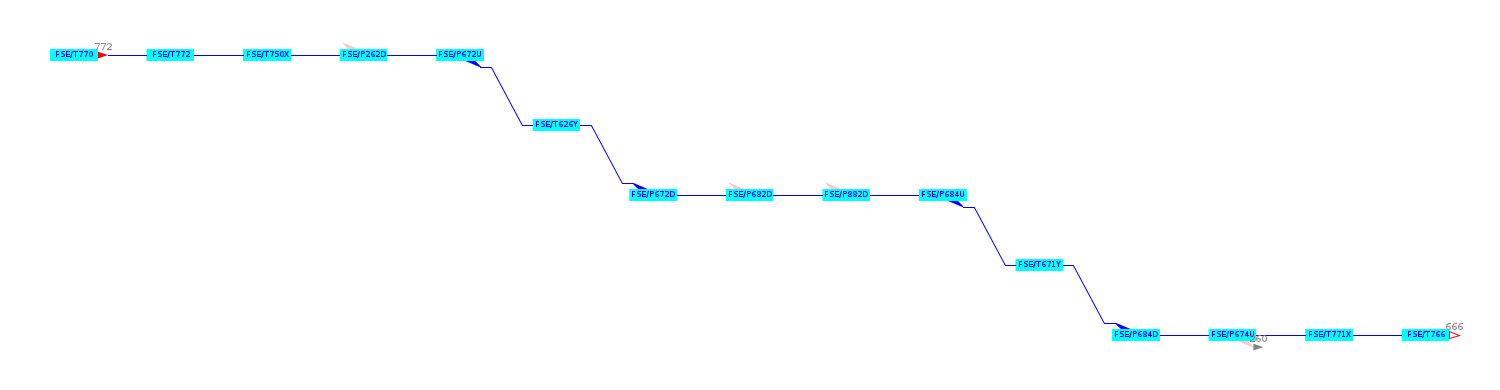 772
FSE/T770 FSE/T772 FSE/T750X FSE/P262D FSE/P672U
FSE/T626Y
FSE/P672D FSE/P682D FSE/P882D FSE/P684U
FSE/T671Y
666
FSE/P684D FSE/P674U FSE/T771X FSE/T766